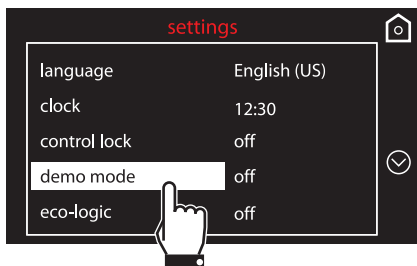 settings
language English (US)
clock 12:30
control lock off
demo mode off
eco-logic off